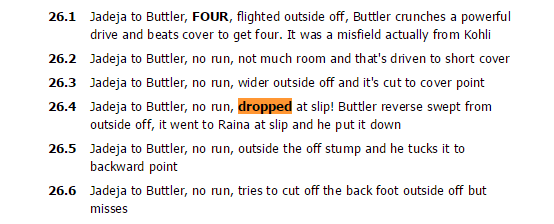 26.1 Jadeja to Buttler, FOUR, flighted outside off, Buttler crunches a powerful
drive and beats cover to get four. It was a misfield actually from Kohli
26.2 Jadeja to Buttler, no run, not much room and that's driven to short cover
26.3 Jadeja to Buttler, no run, wider outside off and it's cut to cover point
26.4 Jadeja to Buttler, no run, dropped at slip! Buttler reverse swept from
outside off, it went to Raina at slip and he put it down
26.5 Jadeja to Buttler, no run, outside the off stump and he tucks it to
backward point
26.6 Jadeja to Buttler, no run, tries to cut off the back foot outside off but
misses